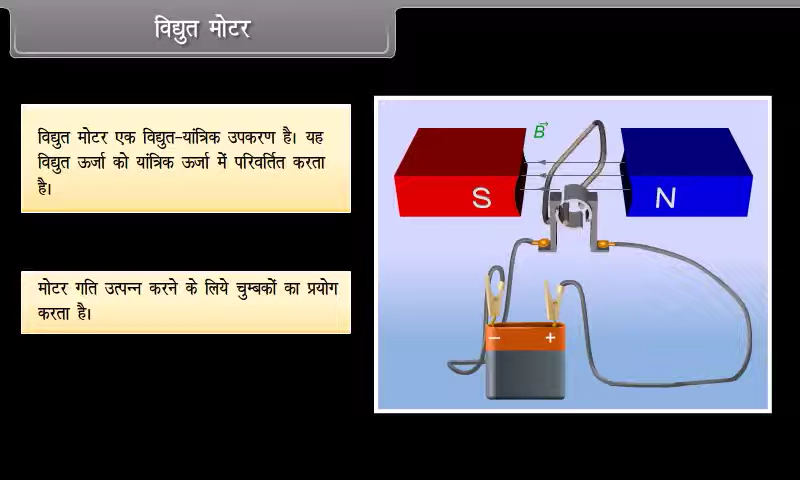 विद्युत मोटर
विद्युत मोटर एक विद्युत-यांत्रिक उपकरण है। यह
विद्युत ऊर्जा को यांत्रिक ऊर्जा में परिवर्तित करता
है।
मोटर गति उत्पन्न करने के लिये चुम्बकों का प्रयोग
करता है।
B
S
N
− +